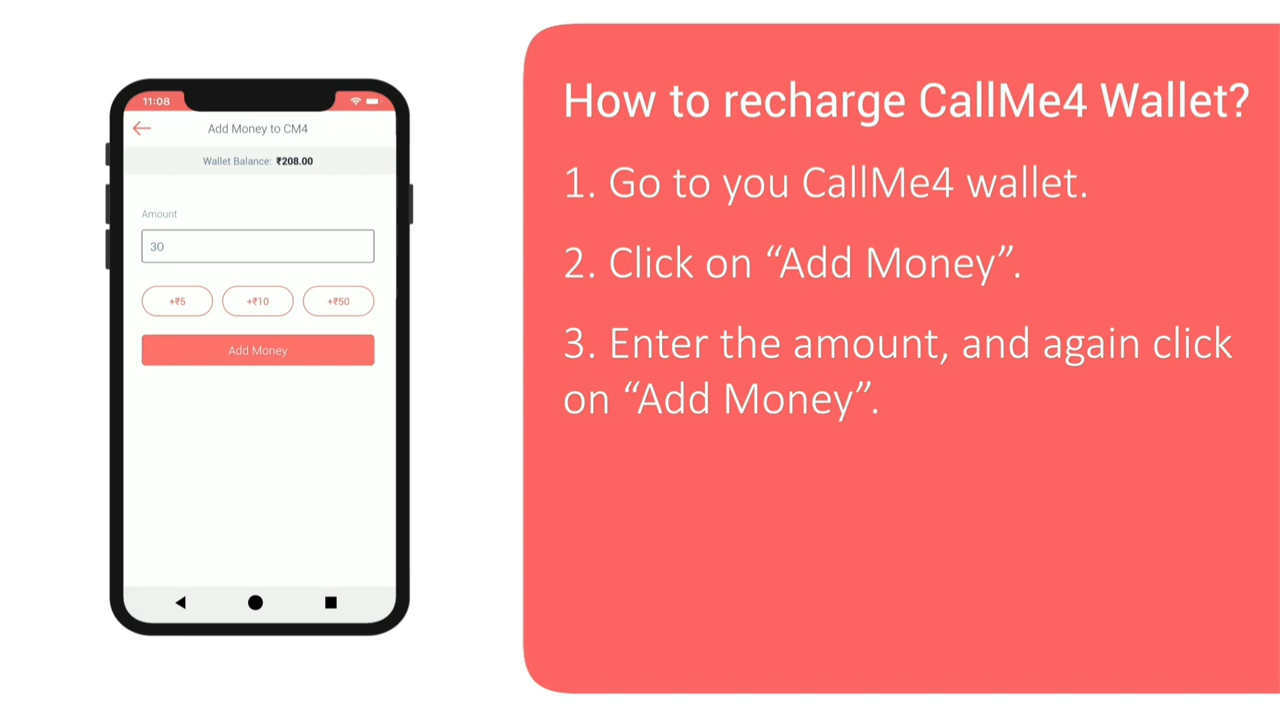 11:08
Add Money to CM4
Wallet Balance: ₹208.00
Amount
30
+₹5 +₹10 +₹50
Add Money
How to recharge CallMe4 Wallet?
1. Go to you CallMe4 wallet.
2. Click on “Add Money”.
3. Enter the amount, and again click
on “Add Money”.